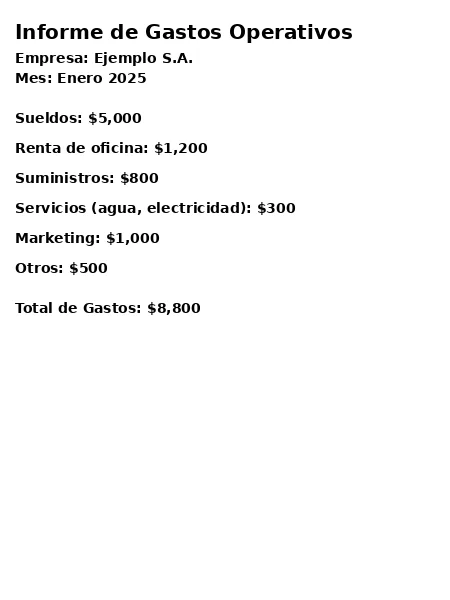 Informe de Gastos Operativos
Empresa: Ejemplo S.A.
Mes: Enero 2025
Sueldos: $5,000
Renta de oficina: $1,200
Suministros: $800
Servicios (agua, electricidad): $300
Marketing: $1,000
Otros: $500
Total de Gastos: $8,800